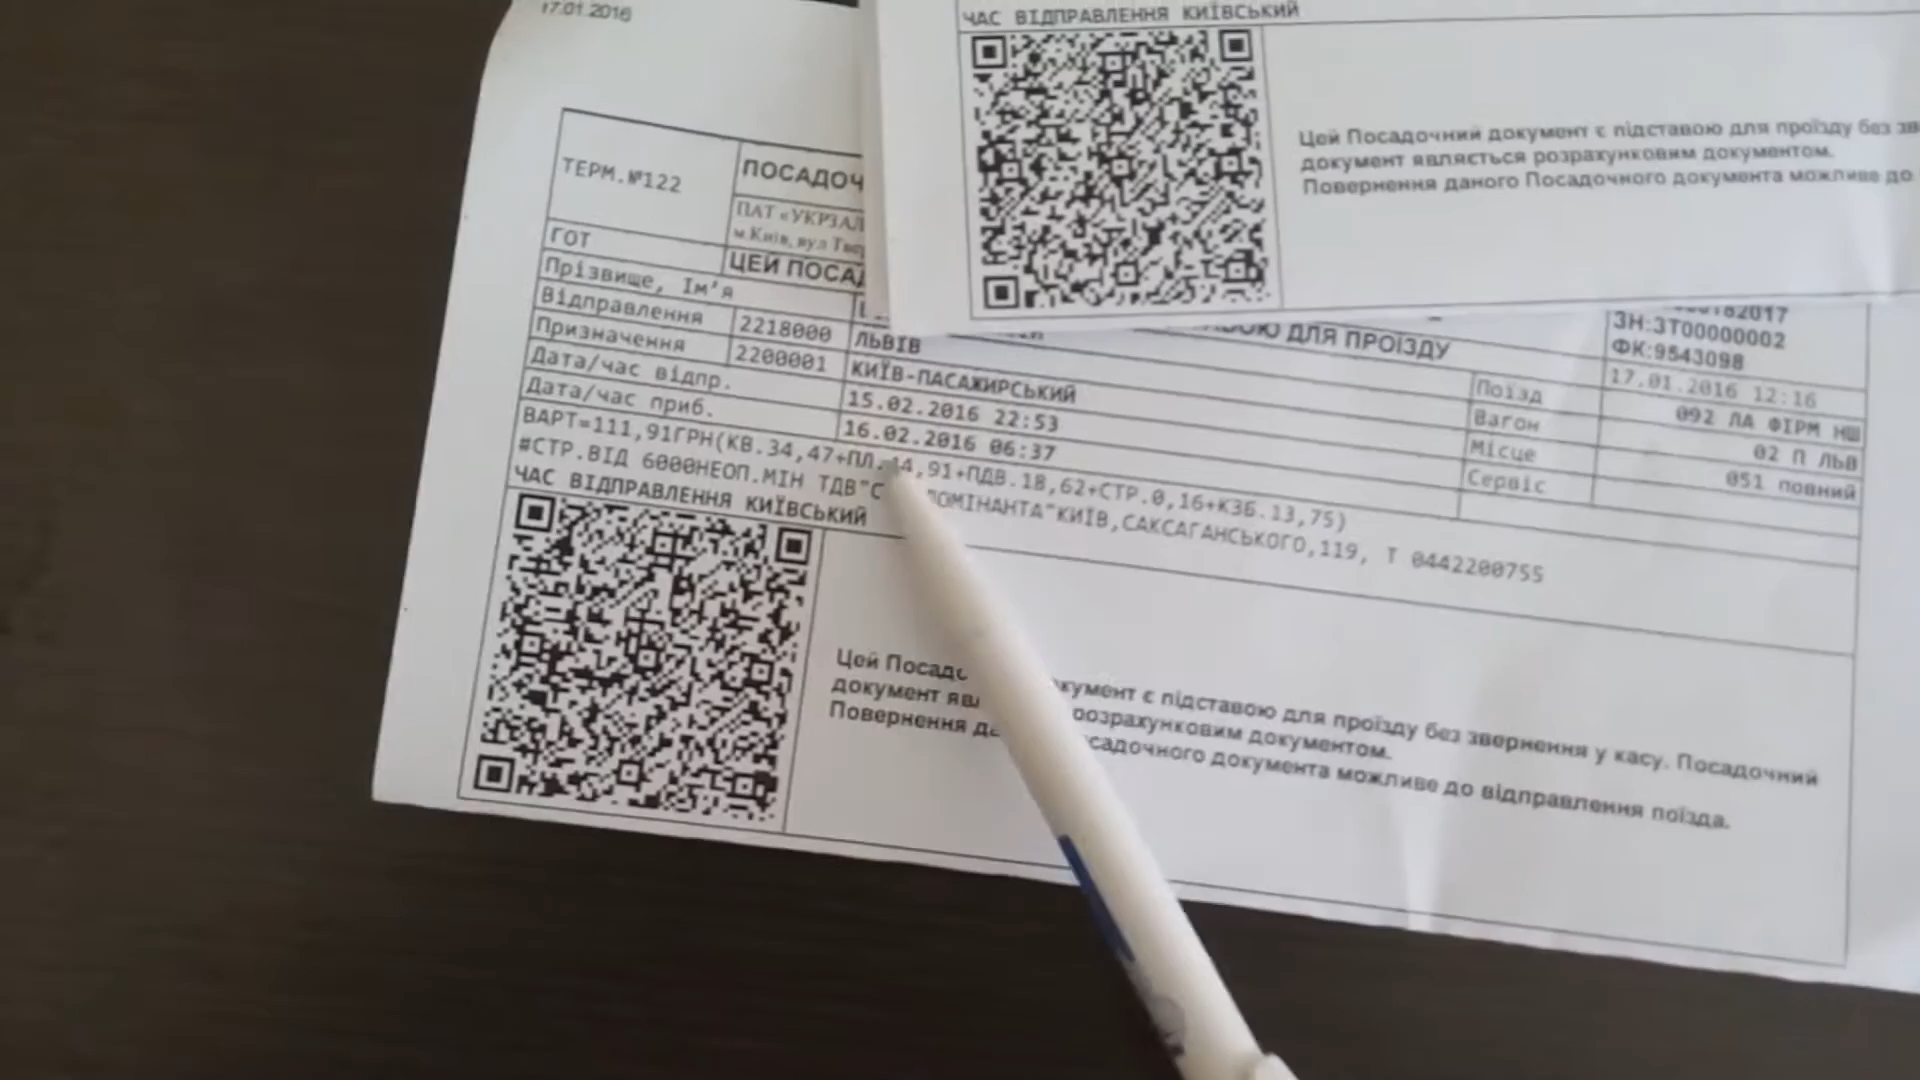 17.01.2016
ЧАС ВІДПРАВЛЕННЯ КИЇВСЬКИЙ
Цей Посадочний документ є підставою для проїзду без
документ являється розрахунковим документом.
Повернення даного Посадочного документа можливе до
ТЕРМ.№122
ПОСАДОЧ
ПАТ «УКРЗАЛ
м.Київ, вул Тве
ГОТ
ЦЕЙ ПОСАД
ДЛЯ ПРОЇЗДУ
ЗН:ЗТ00000002
ФК:9543098
17.01.2016 12:16
Прізвище, Ім'я
Відправлення 2218000 ЛЬВІВ Поїзд 092 ЛА ФІРМ НШ
Призначення 2200001 КИЇВ-ПАСАЖИРСЬКИЙ Вагон 02 П ЛЬВ
Дата/час відпр. 15.02.2016 22:53 Місце 051 повний
Дата/час приб. 16.02.2016 06:37 Сервіс
ВАРТ=111,91ГРН(КВ.34,47+ПЛ. 4,91+ПДВ.18,62+СТР.0,16+КЗБ.13,75)
#СТР.ВІД 6000НЕОП.МІН ТДВ"С ДОМІНАНТА"КИЇВ,САКСАГАНСЬКОГО,119, Т 0442200755
ЧАС ВІДПРАВЛЕННЯ КИЇВСЬКИЙ
Цей Посадо кумент є підставою для проїзду без звернення у касу. Посадочний
документ яв розрахунковим документом.
Повернення да садочного документа можливе до відправлення поїзда.